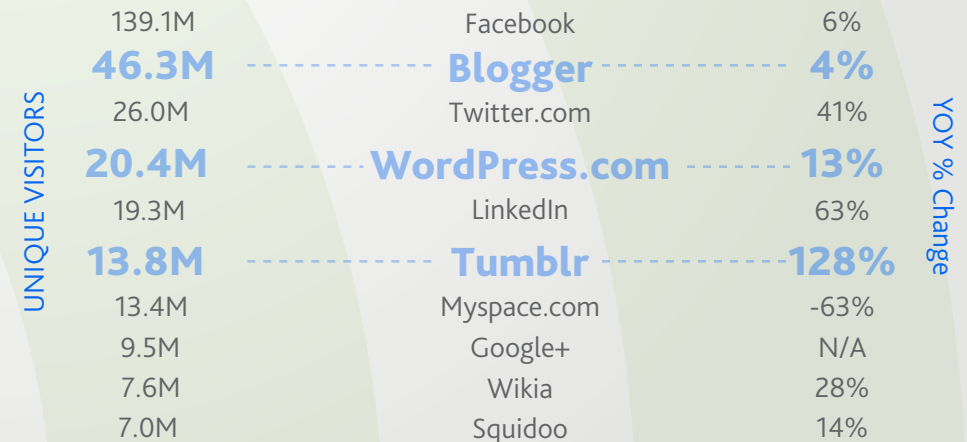 UNIQUE VISITORS
139.1M Facebook 6%
46.3M Blogger 4%
26.0M Twitter.com 41%
20.4M WordPress.com 13%
19.3M LinkedIn 63%
13.8M Tumblr 128%
13.4M Myspace.com -63%
9.5M Google+ N/A
7.6M Wikia 28%
7.0M Squidoo 14%
YOY % Change